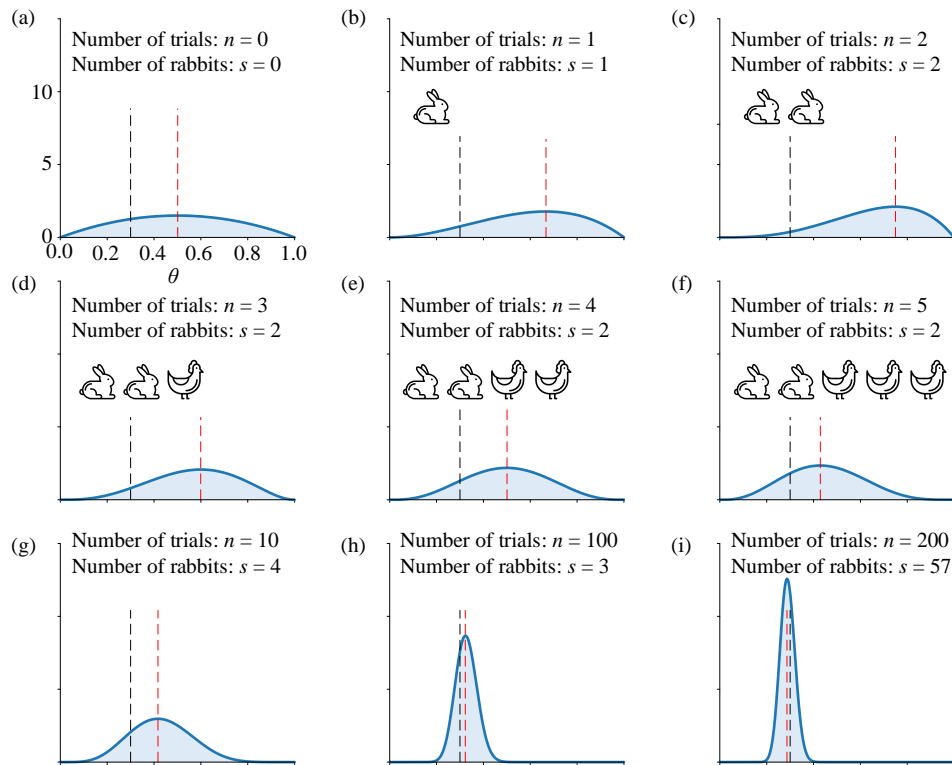 (a)
Number of trials: n = 0
Number of rabbits: s = 0
10
5
0
0.0 0.2 0.4 0.6 0.8 1.0
θ
(b)
Number of trials: n = 1
Number of rabbits: s = 1
(c)
Number of trials: n = 2
Number of rabbits: s = 2
(d)
Number of trials: n = 3
Number of rabbits: s = 2
(e)
Number of trials: n = 4
Number of rabbits: s = 2
(f)
Number of trials: n = 5
Number of rabbits: s = 2
(g)
Number of trials: n = 10
Number of rabbits: s = 4
(h)
Number of trials: n = 100
Number of rabbits: s = 3
(i)
Number of trials: n = 200
Number of rabbits: s = 57